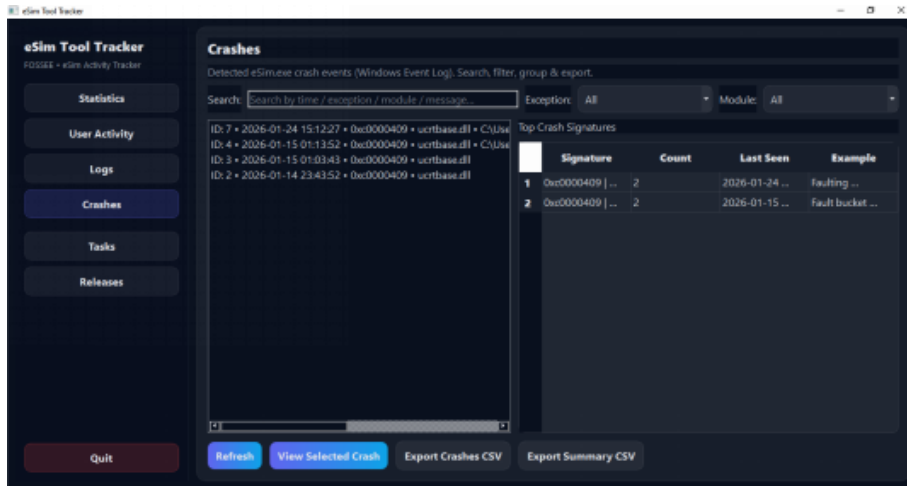 eSim Tool Tracker
eSim Tool Tracker
FOSSEE • eSim Activity Tracker
Statistics
User Activity
Logs
Crashes
Tasks
Releases
Quit
Crashes
Detected eSim.exe crash events (Windows Event Log). Search, filter, group & export.
Search: Search by time / exception / module / message... Exception: All Module: All
ID: 7 • 2026-01-24 15:12:27 • 0xc0000409 • ucrtbase.dll • C:\Use
ID: 4 • 2026-01-15 01:13:52 • 0xc0000409 • ucrtbase.dll • C:\Use
ID: 3 • 2026-01-15 01:03:43 • 0xc0000409 • ucrtbase.dll
ID: 2 • 2026-01-14 23:43:52 • 0xc0000409 • ucrtbase.dll
Top Crash Signatures
Signature Count Last Seen Example
1 0xc0000409 | ... 2 2026-01-24 ... Faulting ...
2 0xc0000409 | ... 2 2026-01-15 ... Fault bucket ...
Refresh View Selected Crash Export Crashes CSV Export Summary CSV